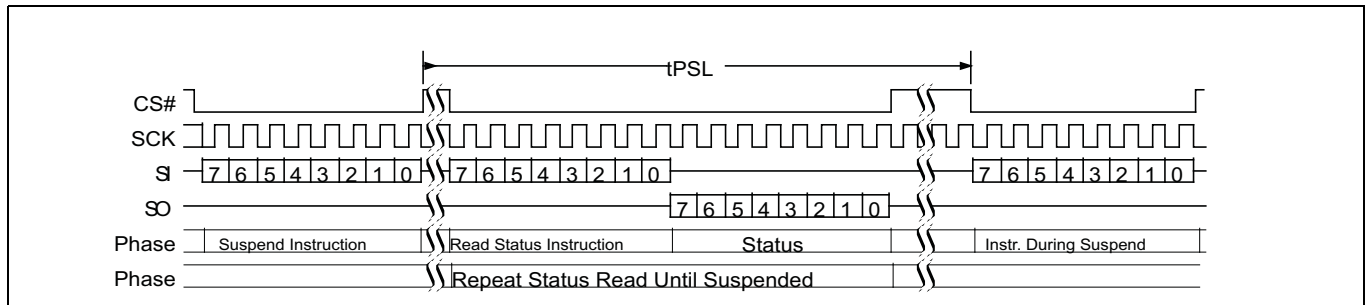 tPSL
CS#
SCK
SI 7 6 5 4 3 2 1 0 7 6 5 4 3 2 1 0 7 6 5 4 3 2 1 0
SO 7 6 5 4 3 2 1 0
Phase Suspend Instruction Read Status Instruction Status Instr. During Suspend
Phase Repeat Status Read Until Suspended